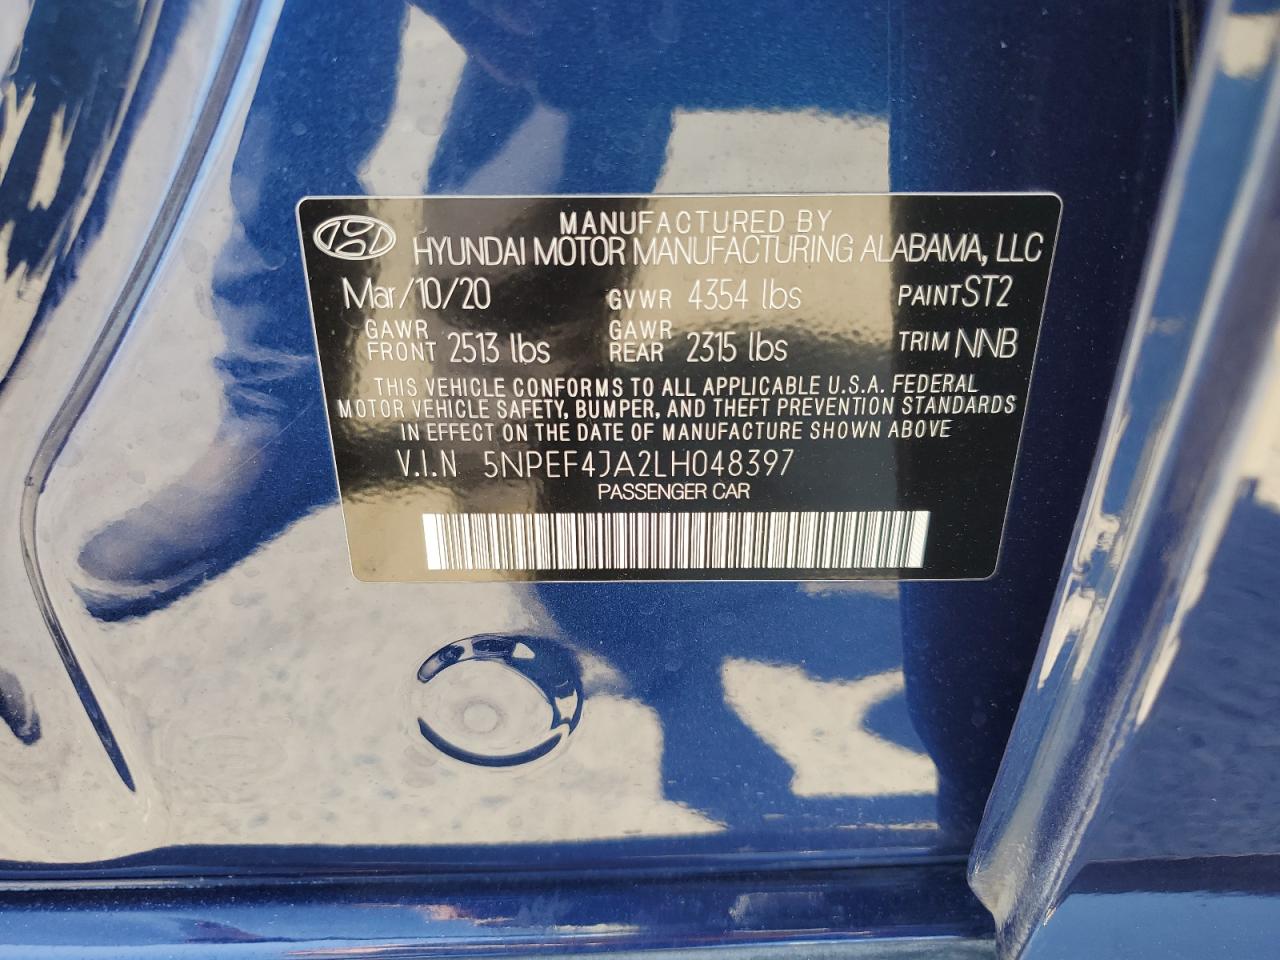 MANUFACTURED BY
HYUNDAI MOTOR MANUFACTURING ALABAMA, LLC
Mar/10/20 GVWR 4354 lbs PAINT ST2
GAWR FRONT 2513 lbs GAWR REAR 2315 lbs TRIM NNB
THIS VEHICLE CONFORMS TO ALL APPLICABLE U.S.A. FEDERAL
MOTOR VEHICLE SAFETY, BUMPER, AND THEFT PREVENTION STANDARDS
IN EFFECT ON THE DATE OF MANUFACTURE SHOWN ABOVE
V.I.N 5NPEF4JA2LH048397
PASSENGER CAR